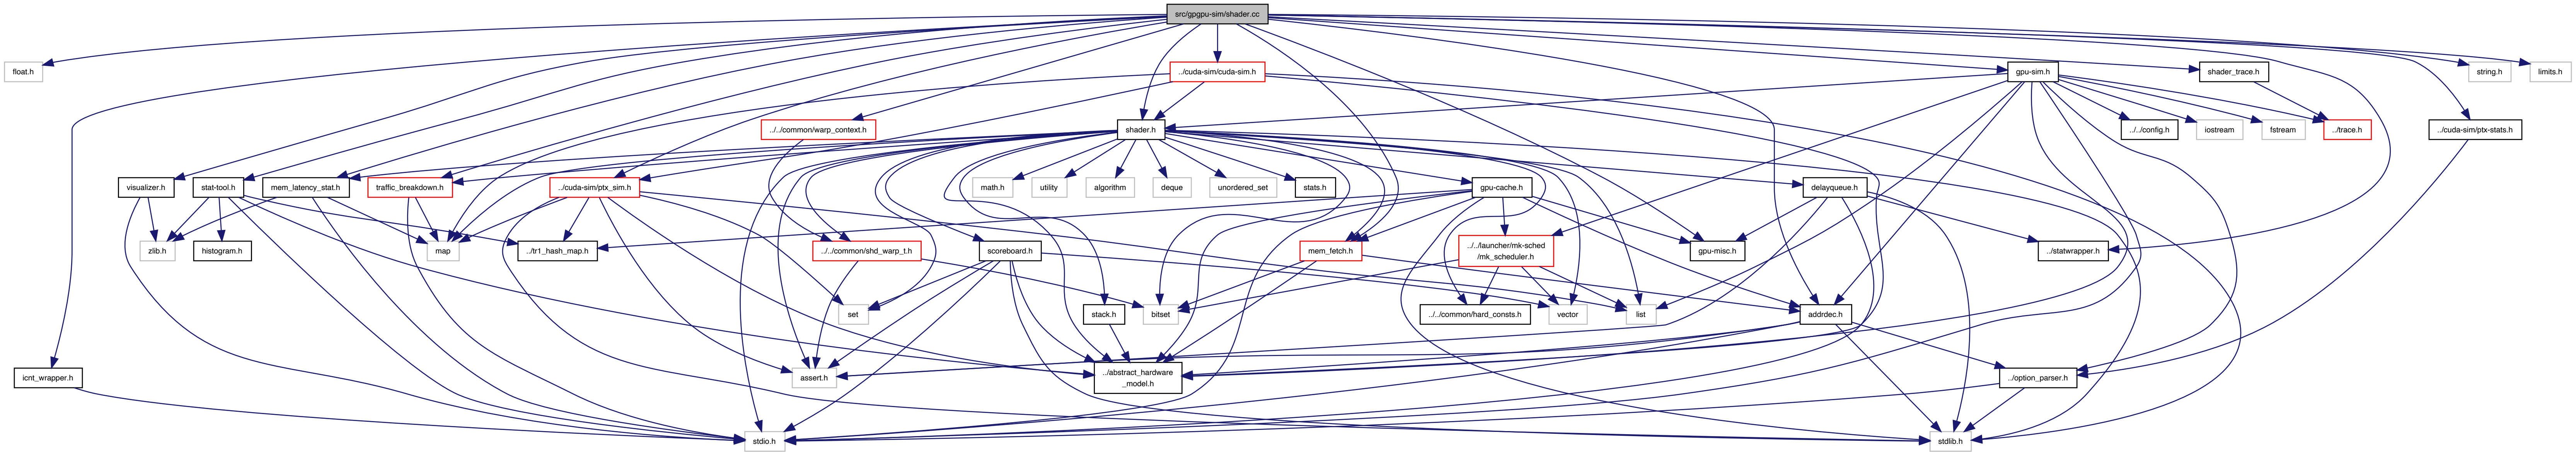 src/gpgpu-sim/shader.cc
float.h
../cuda-sim/cuda-sim.h
gpu-sim.h
shader_trace.h
string.h
limits.h
../../common/warp_context.h
shader.h
../../config.h
iostream
fstream
../trace.h
../cuda-sim/ptx-stats.h
visualizer.h
stat-tool.h
mem_latency_stat.h
traffic_breakdown.h
../cuda-sim/ptx_sim.h
math.h
utility
algorithm
deque
unordered_set
stats.h
gpu-cache.h
delayqueue.h
zlib.h
histogram.h
map
../tr1_hash_map.h
../../common/shd_warp_t.h
scoreboard.h
mem_fetch.h
../../launcher/mk-sched
/mk_scheduler.h
gpu-misc.h
../statwrapper.h
set
stack.h
bitset
../../common/hard_consts.h
vector
list
addrdec.h
icnt_wrapper.h
assert.h
../abstract_hardware
_model.h
../option_parser.h
stdio.h
stdlib.h